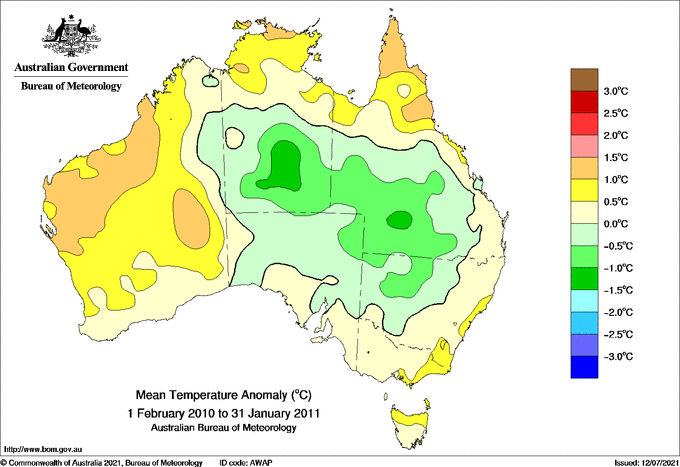 Australian Government
Bureau of Meteorology
3.0°C
2.5°C
2.0°C
1.5°C
1.0°C
0.5°C
0.0°C
-0.5°C
-1.0°C
-1.5°C
-2.0°C
-2.5°C
-3.0°C
Mean Temperature Anomaly (°C)
1 February 2010 to 31 January 2011
Australian Bureau of Meteorology
http://www.bom.gov.au
© Commonwealth of Australia 2021, Bureau of Meteorology ID code: AWAP Issued: 12/07/2021